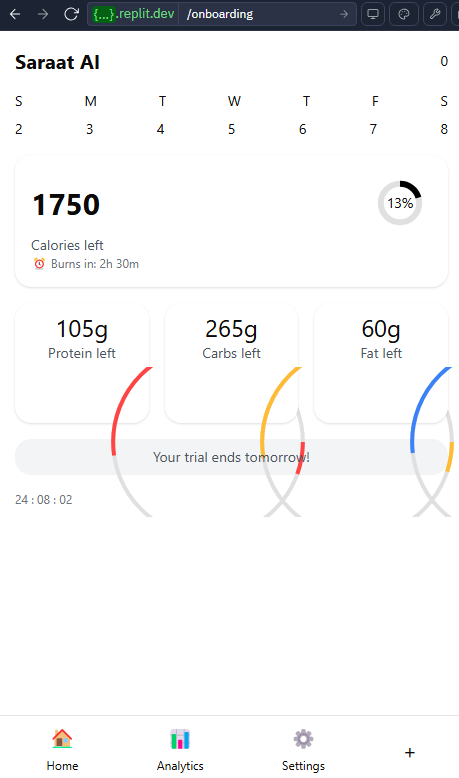 {...}.replit.dev /onboarding
Saraat AI 0
S M T W T F S
2 3 4 5 6 7 8
1750 13%
Calories left
Burns in: 2h 30m
105g 265g 60g
Protein left Carbs left Fat left
Your trial ends tomorrow!
24 : 08 : 02
+
Home Analytics Settings